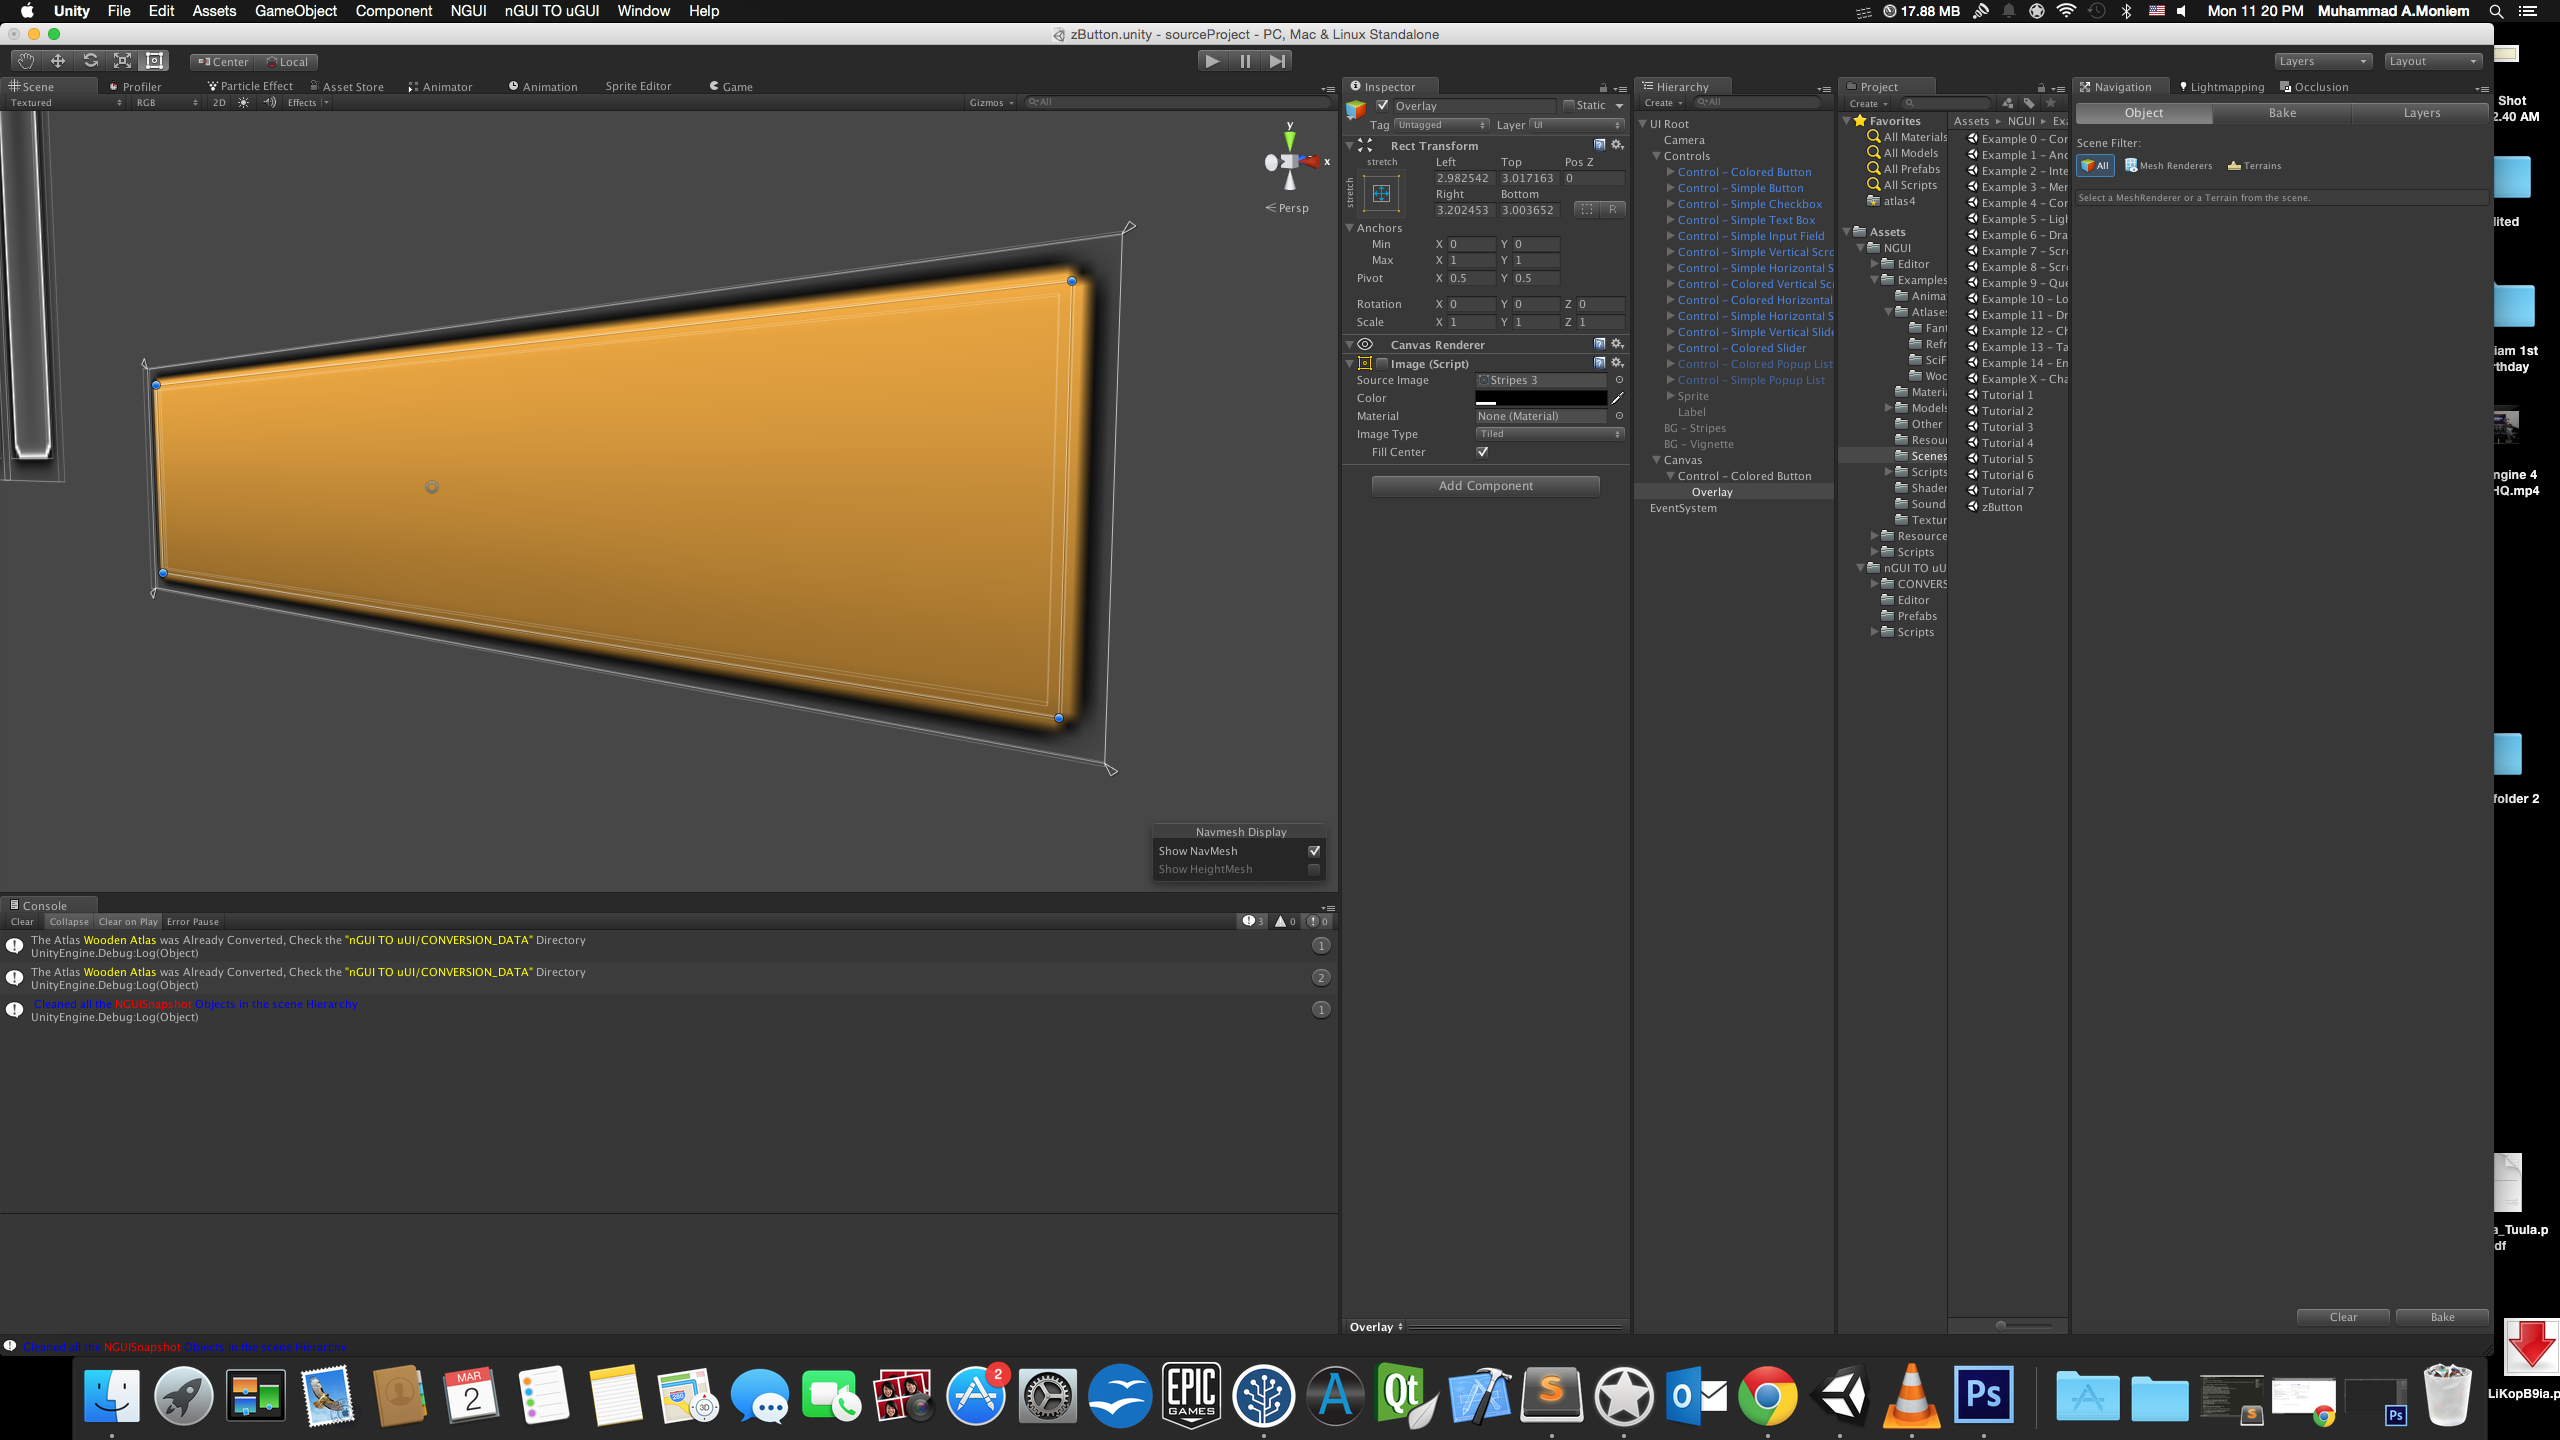 Unity File Edit Assets GameObject Component NGUI nGUI TO uGUI Window Help
17.88 MB
Mon 11 20 PM Muhammad A.Moniem
zButton.unity - sourceProject - PC, Mac & Linux Standalone
Center Local
Layers Layout
Scene Profiler Particle Effect Asset Store Animator Animation Sprite Editor Game
Textured RGB 2D Effects Gizmos All
y
x
Persp
Navmesh Display
Show NavMesh
Show HeightMesh
Console
Clear Collapse Clear on Play Error Pause 3 0 0
The Atlas Wooden Atlas was Already Converted, Check the "nGUI TO uUI/CONVERSION_DATA" Directory
UnityEngine.Debug:Log(Object)
1
The Atlas Wooden Atlas was Already Converted, Check the "nGUI TO uUI/CONVERSION_DATA" Directory
UnityEngine.Debug:Log(Object)
2
Cleaned all the NGUISnapshot Objects in the scene Hierarchy
UnityEngine.Debug:Log(Object)
1
Cleaned all the NGUISnapshot Objects in the scene Hierarchy
Inspector
Overlay Static
Tag Untagged Layer UI
Rect Transform
stretch Left Top Pos Z
stretch
2.982542 3.017163 0
Right Bottom
3.202453 3.003652 R
Anchors
Min X 0 Y 0
Max X 1 Y 1
Pivot X 0.5 Y 0.5
Rotation X 0 Y 0 Z 0
Scale X 1 Y 1 Z 1
Canvas Renderer
Image (Script)
Source Image Stripes 3
Color
Material None (Material)
Image Type Tiled
Fill Center
Add Component
Overlay
Hierarchy
Create All
UI Root
Camera
Controls
Control - Colored Button
Control - Simple Button
Control - Simple Checkbox
Control - Simple Text Box
Control - Simple Input Field
Control - Simple Vertical Scro
Control - Simple Horizontal S
Control - Colored Vertical Scr
Control - Colored Horizontal
Control - Simple Horizontal S
Control - Simple Vertical Slide
Control - Colored Slider
Control - Colored Popup List
Control - Simple Popup List
Sprite
Label
BG - Stripes
BG - Vignette
Canvas
Control - Colored Button
Overlay
EventSystem
Project
Create
Favorites
All Materials
All Models
All Prefabs
All Scripts
atlas4
Assets
NGUI
Editor
Examples
Anima
Atlases
Fant
Refr
SciF
Woo
Materi
Models
Other
Resour
Scenes
Scripts
Shader
Sound
Textur
Resource
Scripts
nGUI TO uU
CONVERS
Editor
Prefabs
Scripts
Assets NGUI Exa
Example 0 - Cor
Example 1 - Anc
Example 2 - Inte
Example 3 - Mer
Example 4 - Cor
Example 5 - Ligh
Example 6 - Dra
Example 7 - Scro
Example 8 - Scro
Example 9 - Que
Example 10 - Lo
Example 11 - Dr
Example 12 - Ch
Example 13 - Ta
Example 14 - En
Example X - Cha
Tutorial 1
Tutorial 2
Tutorial 3
Tutorial 4
Tutorial 5
Tutorial 6
Tutorial 7
zButton
Navigation Lightmapping Occlusion
Object Bake Layers
Scene Filter:
All Mesh Renderers Terrains
Select a MeshRenderer or a Terrain from the scene.
Clear Bake
Shot
2.40 AM
lited
iam 1st
rthday
ngine 4
HQ.mp4
folder 2
a_Tuula.p
df
LiKopB9ia.p
MAR
2
280
3D
2
EPIC
GAMES
A
Qt
S
O
Ps
S
Ps